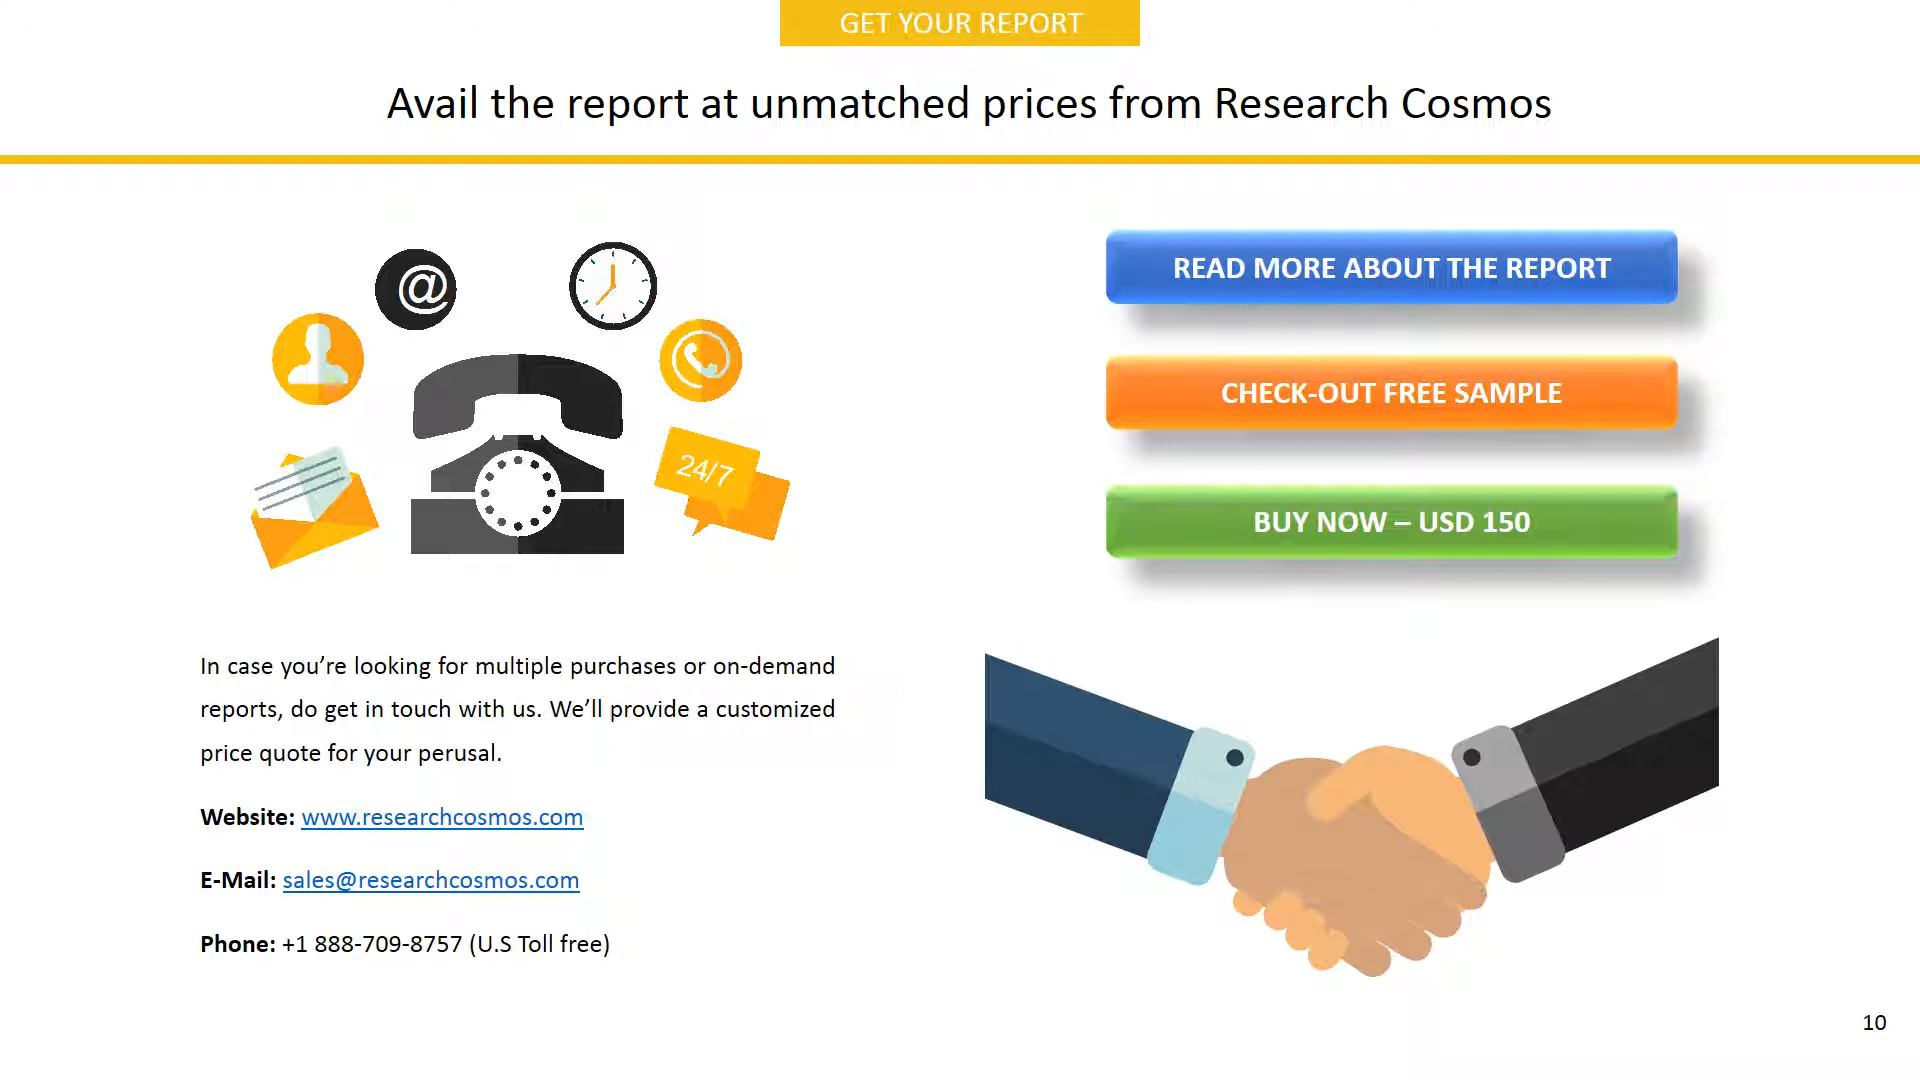 GET YOUR REPORT
Avail the report at unmatched prices from Research Cosmos
@
24/7
READ MORE ABOUT THE REPORT
CHECK-OUT FREE SAMPLE
BUY NOW – USD 150
In case you’re looking for multiple purchases or on-demand
reports, do get in touch with us. We’ll provide a customized
price quote for your perusal.
Website: www.researchcosmos.com
E-Mail: sales@researchcosmos.com
Phone: +1 888-709-8757 (U.S Toll free)
10